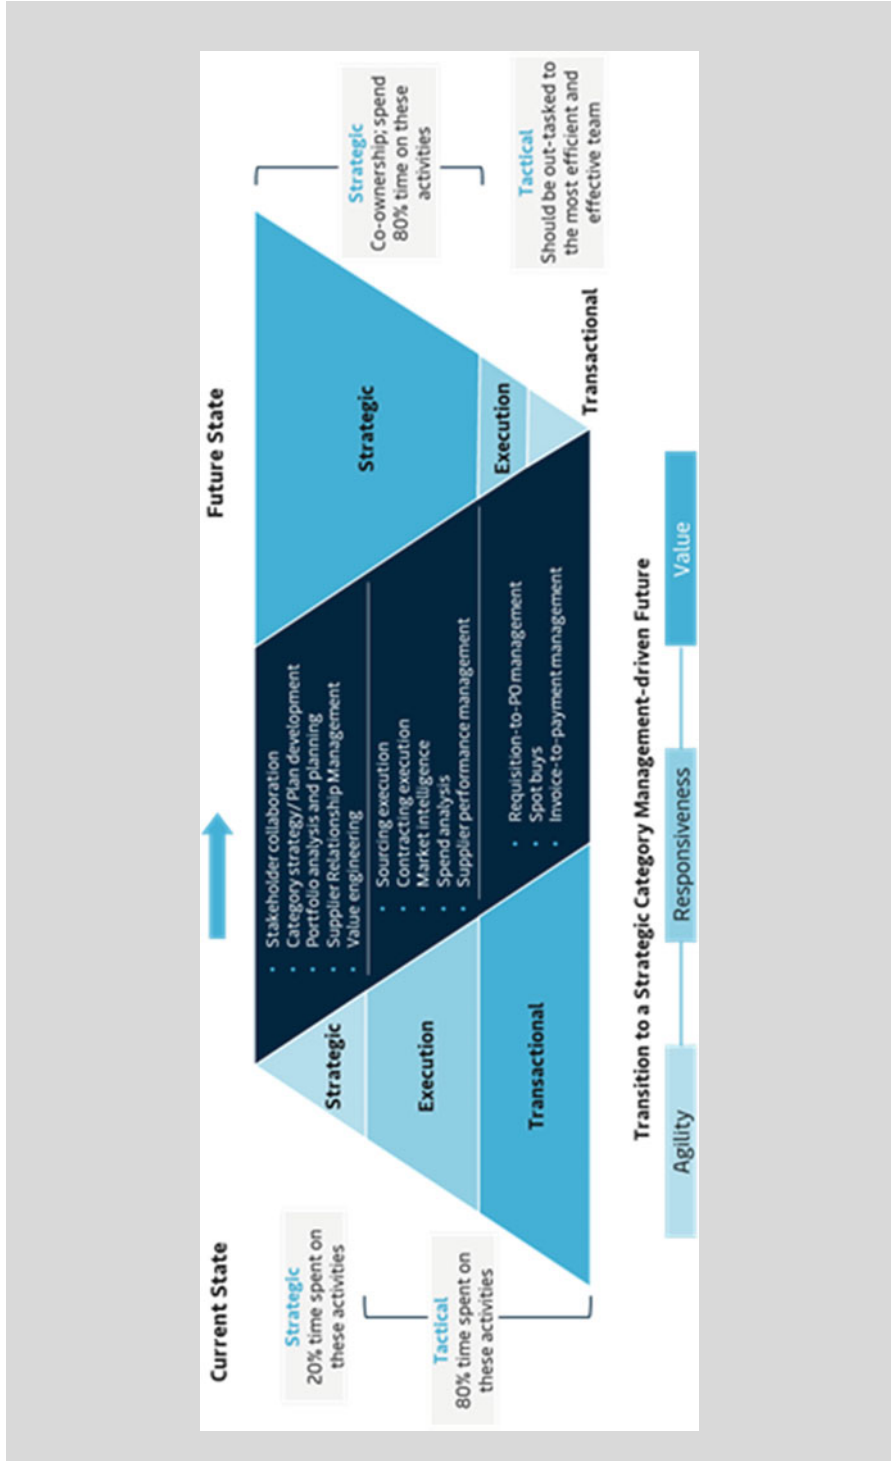 Current State
Future State
Strategic
20% time spent on
these activities
Tactical
80% time spent on
these activities
Strategic
Execution
Transactional
• Stakeholder collaboration
• Category strategy/ Plan development
• Portfolio analysis and planning
• Supplier Relationship Management
• Value engineering
• Sourcing execution
• Contracting execution
• Market intelligence
• Spend analysis
• Supplier performance management
• Requisition-to-PO management
• Spot buys
• Invoice-to-payment management
Strategic
Execution
Transactional
Strategic
Co-ownership; spend
80% time on these
activities
Tactical
Should be out-tasked to
the most efficient and
effective team
Transition to a Strategic Category Management-driven Future
Agility
Responsiveness
Value